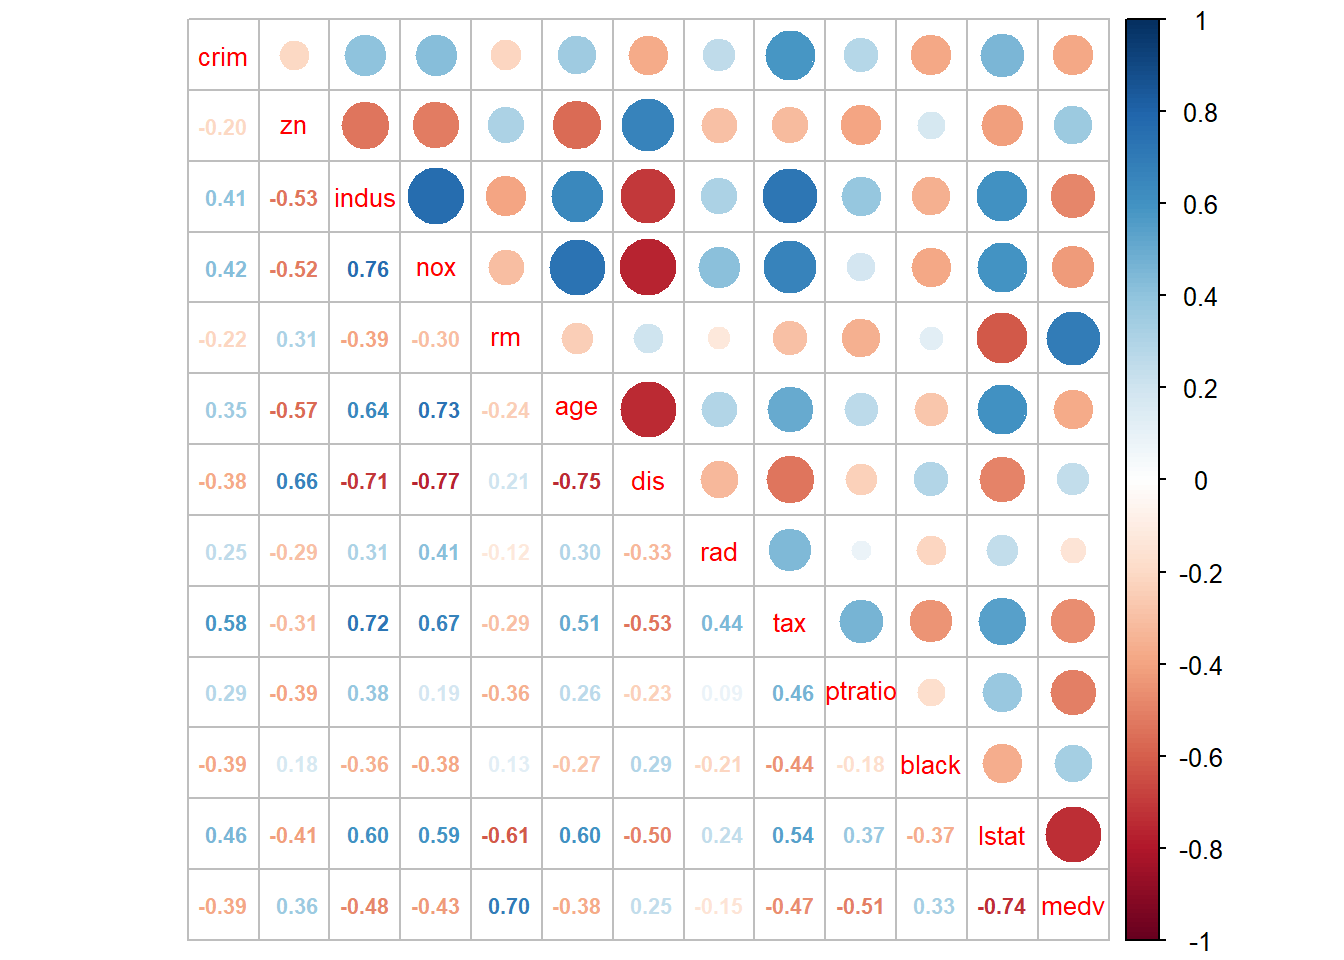 crim
-0.20 zn
0.41 -0.53 indus
0.42 -0.52 0.76 nox
-0.22 0.31 -0.39 -0.30 rm
0.35 -0.57 0.64 0.73 -0.24 age
-0.38 0.66 -0.71 -0.77 0.21 -0.75 dis
0.25 -0.29 0.31 0.41 -0.12 0.30 -0.33 rad
0.58 -0.31 0.72 0.67 -0.29 0.51 -0.53 0.44 tax
0.29 -0.39 0.38 0.19 -0.36 0.26 -0.23 0.09 0.46 ptratio
-0.39 0.18 -0.36 -0.38 0.13 -0.27 0.29 -0.21 -0.44 -0.18 black
0.46 -0.41 0.60 0.59 -0.61 0.60 -0.50 0.24 0.54 0.37 -0.37 lstat
-0.39 0.36 -0.48 -0.43 0.70 -0.38 0.25 -0.15 -0.47 -0.51 0.33 -0.74 medv
1
0.8
0.6
0.4
0.2
0
-0.2
-0.4
-0.6
-0.8
-1